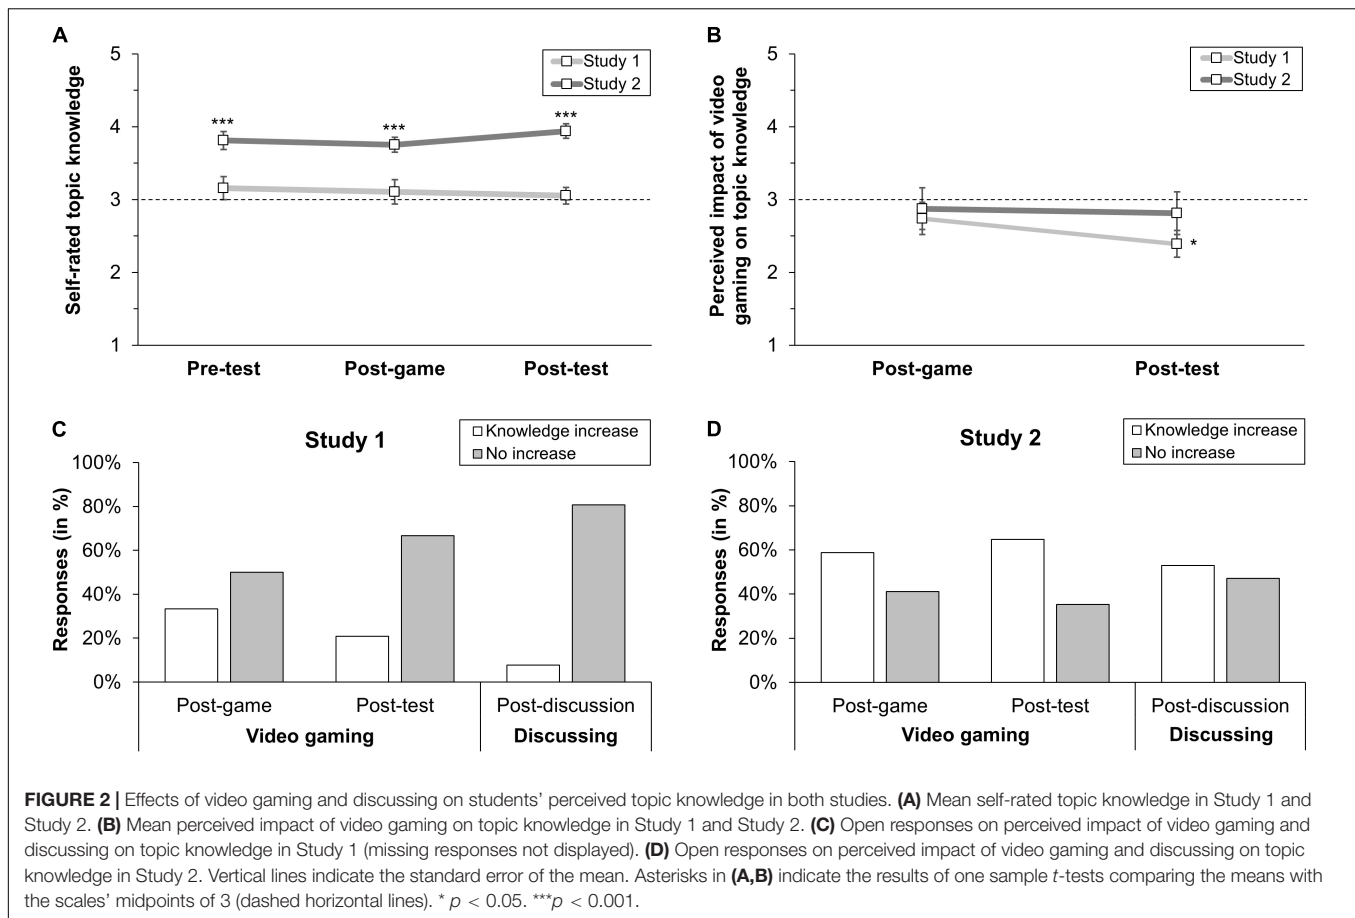 A
5
4
3
2
1
Self-rated topic knowledge
Study 1
Study 2
***
***
***
Pre-test
Post-game
Post-test
B
5
4
3
2
1
Perceived impact of video
gaming on topic knowledge
Study 1
Study 2
*
Post-game
Post-test
C
Study 1
Knowledge increase
No increase
100%
80%
60%
40%
20%
0%
Responses (in %)
Post-game
Post-test
Post-discussion
Video gaming
Discussing
D
Study 2
Knowledge increase
No increase
100%
80%
60%
40%
20%
0%
Responses (in %)
Post-game
Post-test
Post-discussion
Video gaming
Discussing
FIGURE 2 | Effects of video gaming and discussing on students' perceived topic knowledge in both studies. (A) Mean self-rated topic knowledge in Study 1 and
Study 2. (B) Mean perceived impact of video gaming on topic knowledge in Study 1 and Study 2. (C) Open responses on perceived impact of video gaming and
discussing on topic knowledge in Study 1 (missing responses not displayed). (D) Open responses on perceived impact of video gaming and discussing on topic
knowledge in Study 2. Vertical lines indicate the standard error of the mean. Asterisks in (A,B) indicate the results of one sample t-tests comparing the means with
the scales' midpoints of 3 (dashed horizontal lines). * p < 0.05. ***p < 0.001.